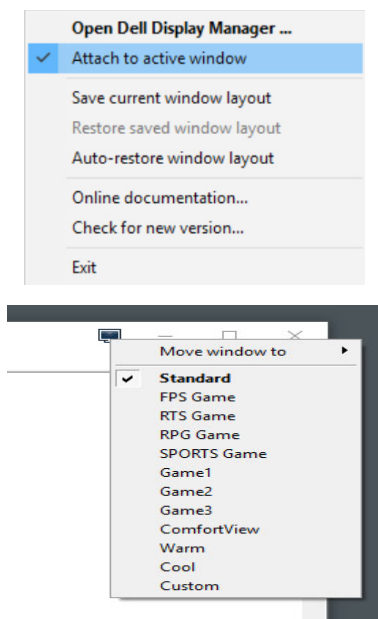 Open Dell Display Manager ...
Attach to active window
Save current window layout
Restore saved window layout
Auto-restore window layout
Online documentation...
Check for new version...
Exit
Move window to
Standard
FPS Game
RTS Game
RPG Game
SPORTS Game
Game1
Game2
Game3
ComfortView
Warm
Cool
Custom